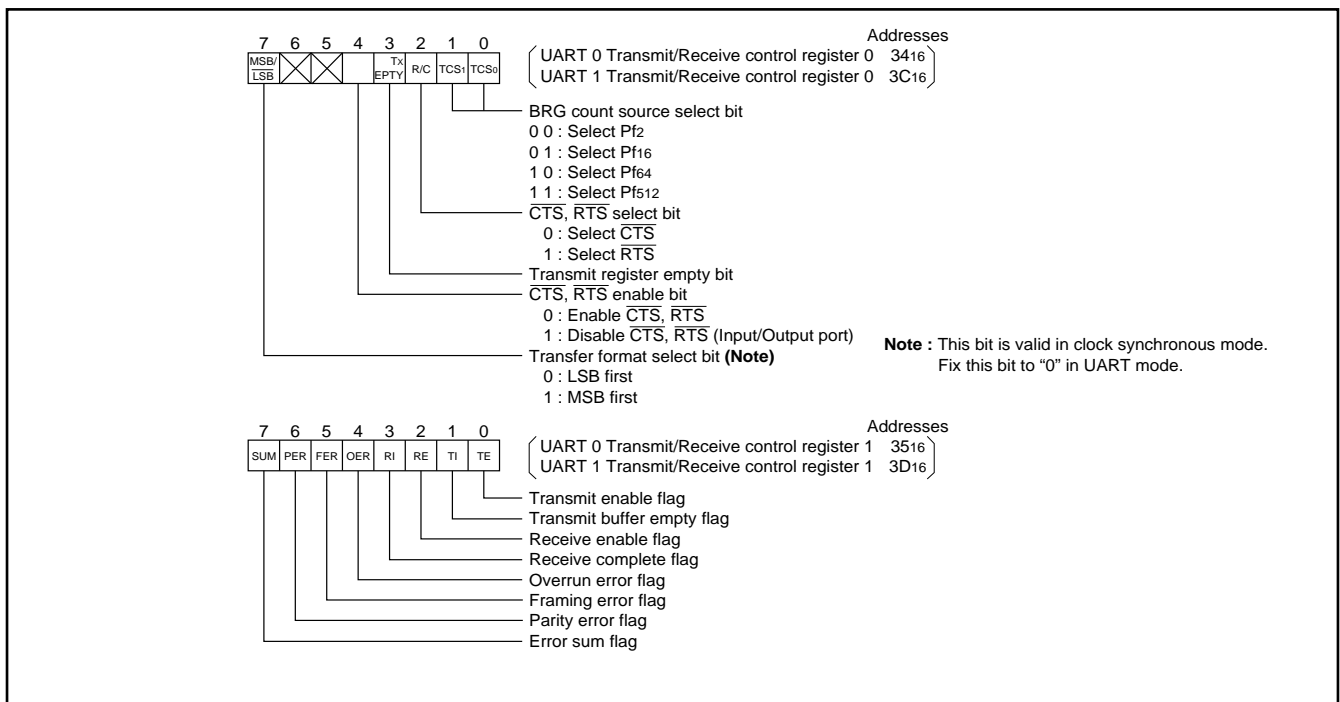 Addresses
7 6 5 4 3 2 1 0
MSB/LSB TX EPTY R/C TCS1 TCS0
UART 0 Transmit/Receive control register 0 3416
UART 1 Transmit/Receive control register 0 3C16
BRG count source select bit
0 0 : Select Pf2
0 1 : Select Pf16
1 0 : Select Pf64
1 1 : Select Pf512
CTS, RTS select bit
0 : Select CTS
1 : Select RTS
Transmit register empty bit
CTS, RTS enable bit
0 : Enable CTS, RTS
1 : Disable CTS, RTS (Input/Output port)
Transfer format select bit (Note)
0 : LSB first
1 : MSB first
Note : This bit is valid in clock synchronous mode.
Fix this bit to “0” in UART mode.
Addresses
7 6 5 4 3 2 1 0
SUM PER FER OER RI RE TI TE
UART 0 Transmit/Receive control register 1 3516
UART 1 Transmit/Receive control register 1 3D16
Transmit enable flag
Transmit buffer empty flag
Receive enable flag
Receive complete flag
Overrun error flag
Framing error flag
Parity error flag
Error sum flag